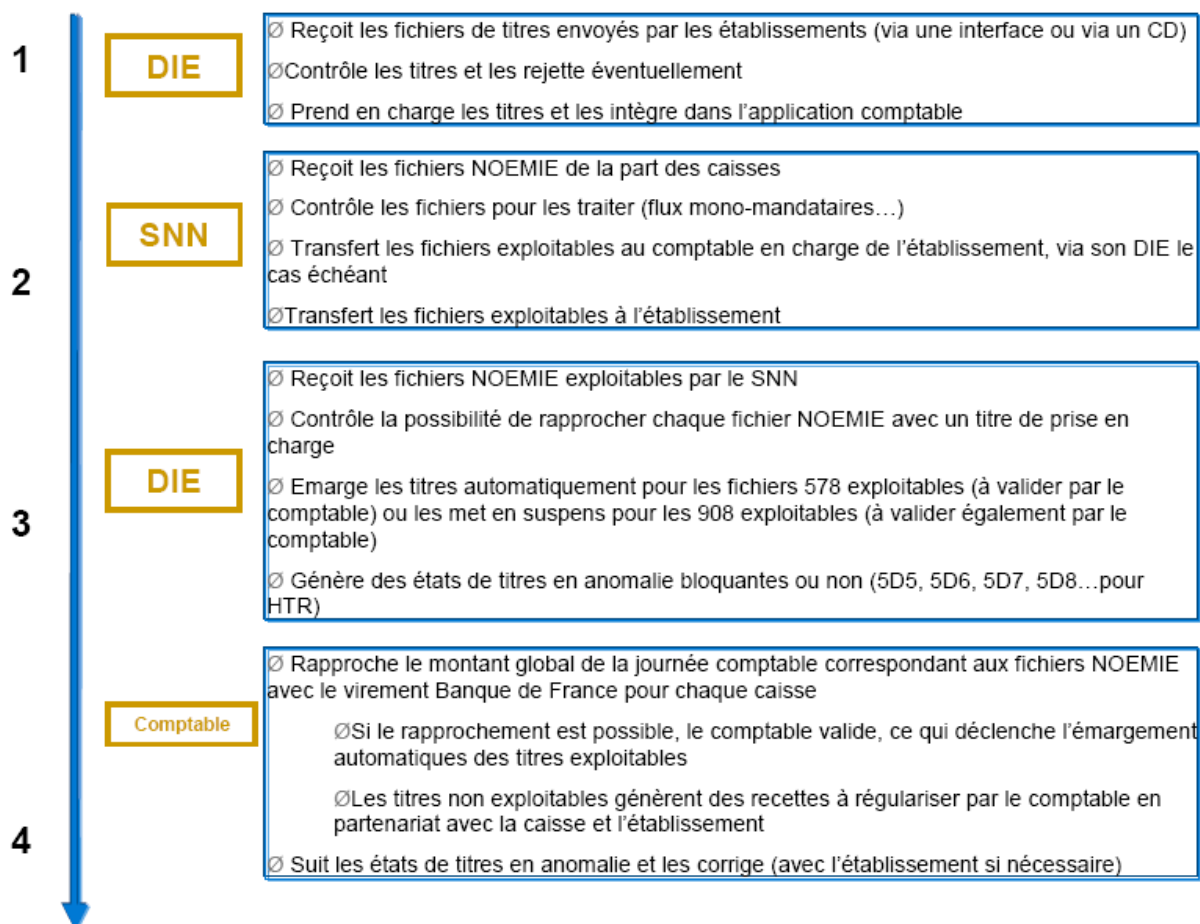 1
DIE
Ø Reçoit les fichiers de titres envoyés par les établissements (via une interface ou via un CD)
ØContrôle les titres et les rejette éventuellement
Ø Prend en charge les titres et les intègre dans l'application comptable
2
SNN
Ø Reçoit les fichiers NOEMIE de la part des caisses
Ø Contrôle les fichiers pour les traiter (flux mono-mandataires…)
Ø Transfert les fichiers exploitables au comptable en charge de l'établissement, via son DIE le
cas échéant
ØTransfert les fichiers exploitables à l'établissement
3
DIE
Ø Reçoit les fichiers NOEMIE exploitables par le SNN
Ø Contrôle la possibilité de rapprocher chaque fichier NOEMIE avec un titre de prise en
charge
Ø Emarge les titres automatiquement pour les fichiers 578 exploitables (à valider par le
comptable) ou les met en suspens pour les 908 exploitables (à valider également par le
comptable)
Ø Génère des états de titres en anomalie bloquantes ou non (5D5, 5D6, 5D7, 5D8…pour
HTR)
4
Comptable
Ø Rapproche le montant global de la journée comptable correspondant aux fichiers NOEMIE
avec le virement Banque de France pour chaque caisse
ØSi le rapprochement est possible, le comptable valide, ce qui déclenche l'émargement
automatiques des titres exploitables
ØLes titres non exploitables génèrent des recettes à régulariser par le comptable en
partenariat avec la caisse et l'établissement
Ø Suit les états de titres en anomalie et les corrige (avec l'établissement si nécessaire)